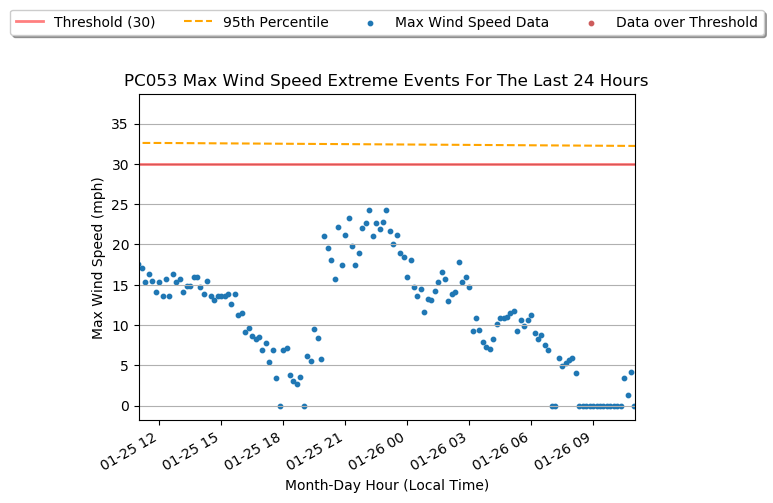 Threshold (30) 95th Percentile Max Wind Speed Data Data over Threshold
PC053 Max Wind Speed Extreme Events For The Last 24 Hours
Max Wind Speed (mph)
35
30
25
20
15
10
5
0
01-25 12 01-25 15 01-25 18 01-25 21 01-26 00 01-26 03 01-26 06 01-26 09
Month-Day Hour (Local Time)